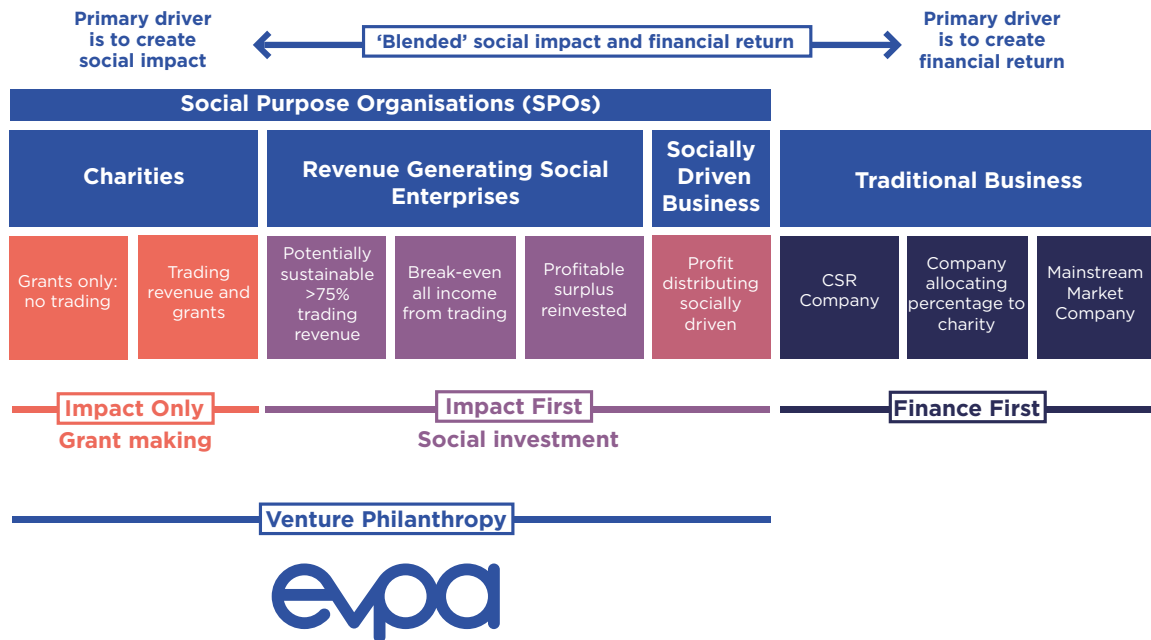 Primary driver
is to create
social impact
‘Blended’ social impact and financial return
Primary driver
is to create
financial return
Social Purpose Organisations (SPOs)
Charities
Revenue Generating Social
Enterprises
Socially
Driven
Business
Traditional Business
Grants only:
no trading
Trading
revenue and
grants
Potentially
sustainable
>75%
trading
revenue
Break-even
all income
from trading
Profitable
surplus
reinvested
Profit
distributing
socially
driven
CSR
Company
Company
allocating
percentage to
charity
Mainstream
Market
Company
Impact Only
Grant making
Impact First
Social investment
Finance First
Venture Philanthropy
evpa